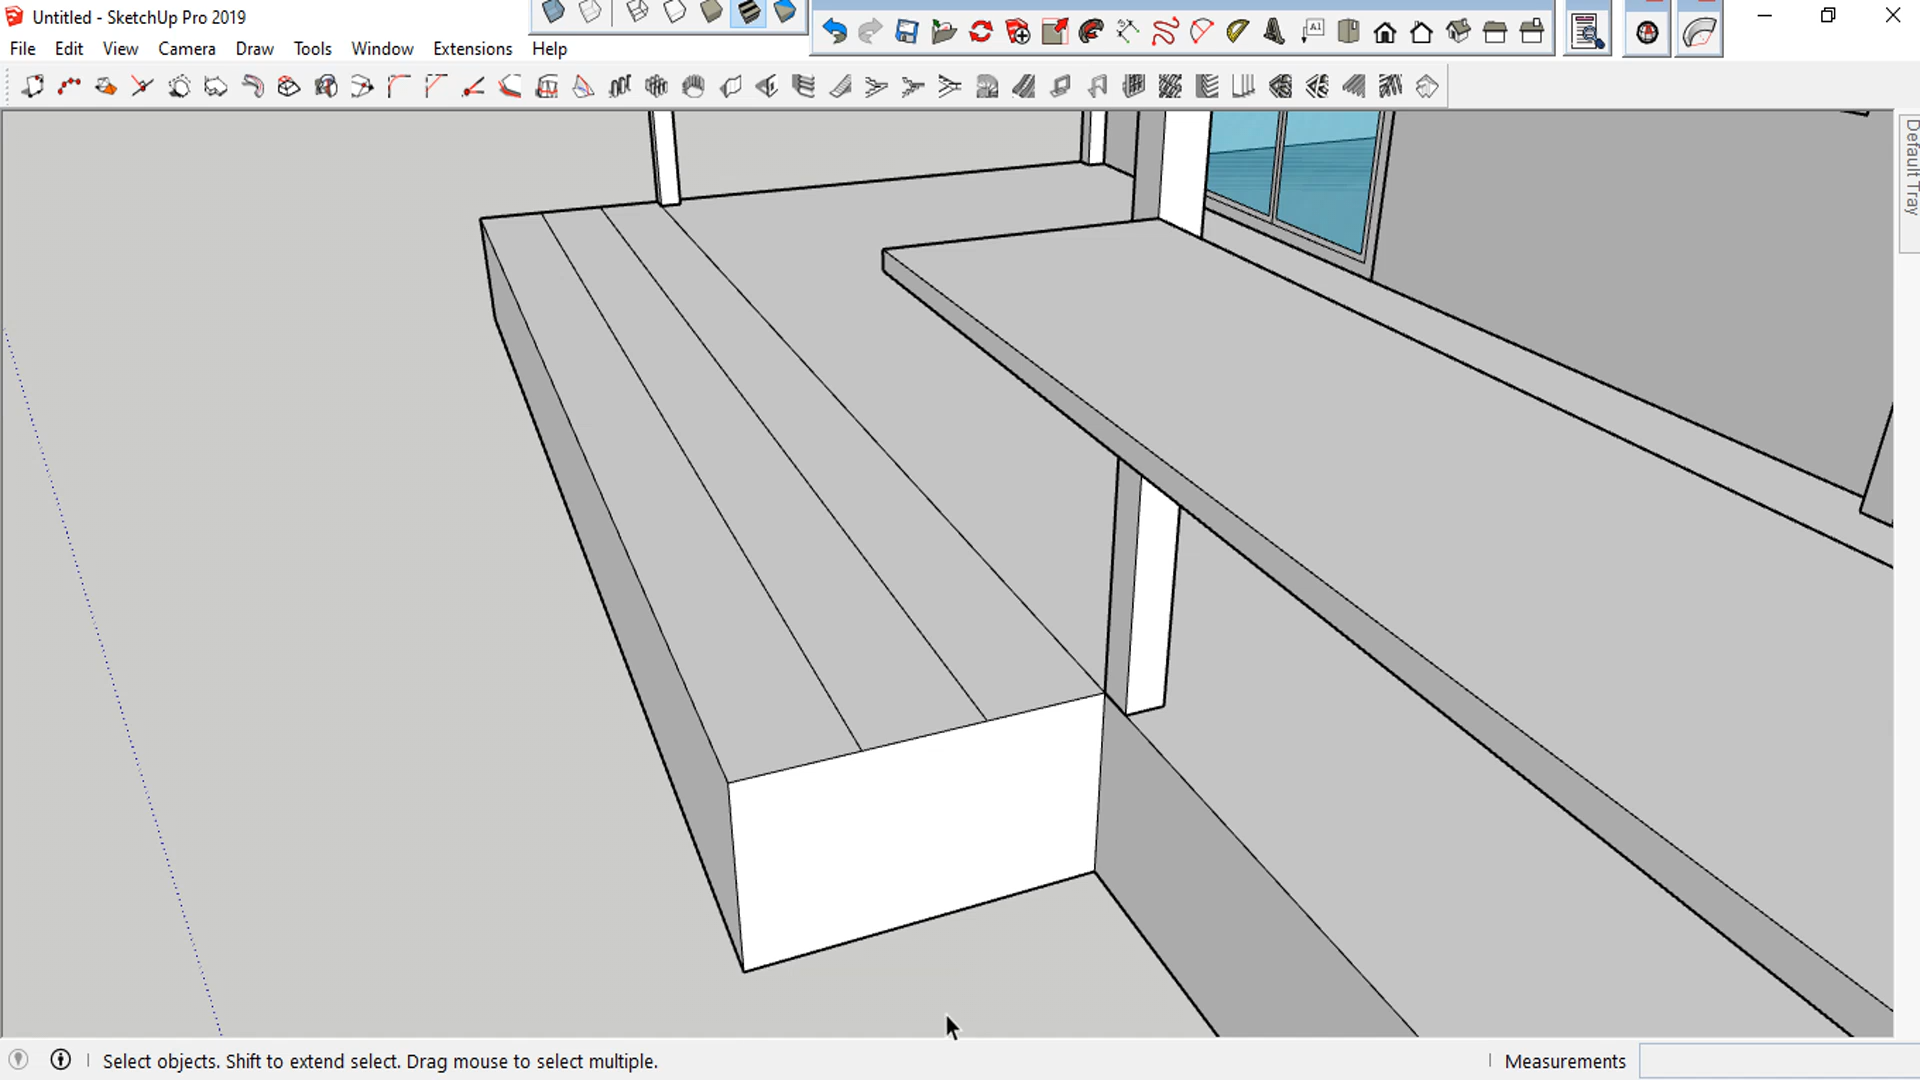 Untitled - SketchUp Pro 2019
File Edit View Camera Draw Tools Window Extensions Help
A1
Default Tray
Select objects. Shift to extend select. Drag mouse to select multiple.
Measurements